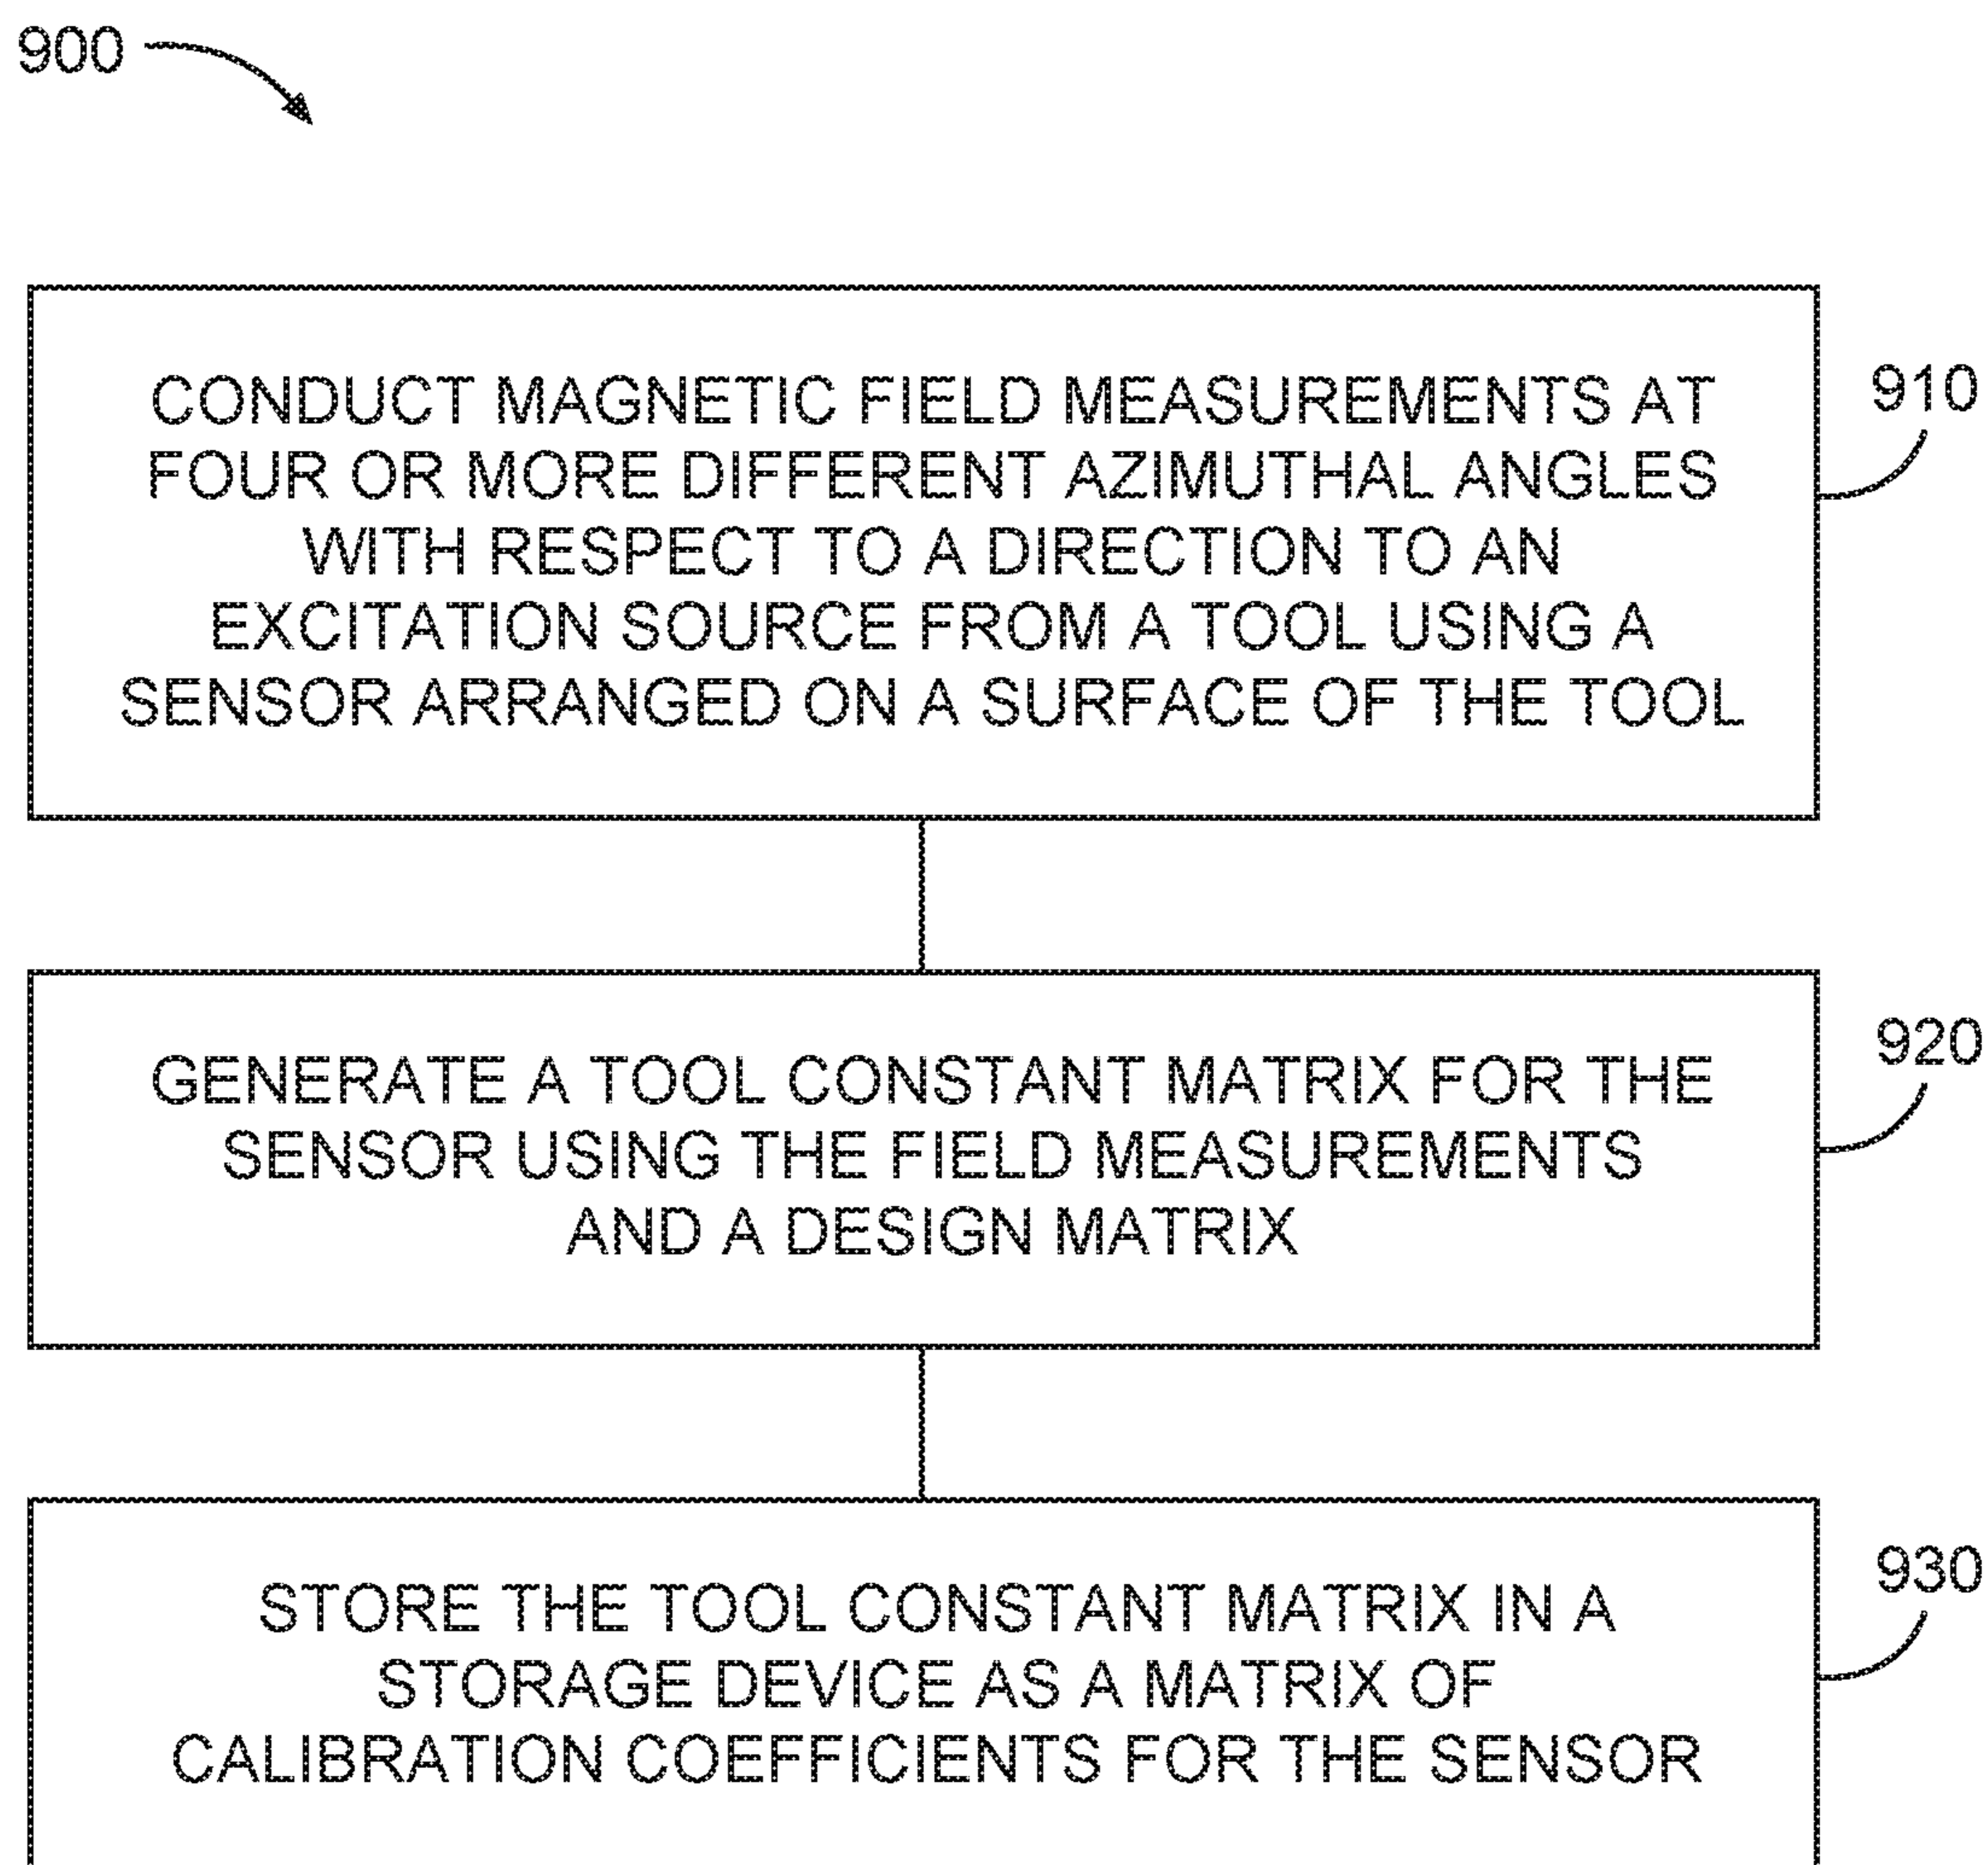 900
CONDUCT MAGNETIC FIELD MEASUREMENTS AT
FOUR OR MORE DIFFERENT AZIMUTHAL ANGLES
WITH RESPECT TO A DIRECTION TO AN
EXCITATION SOURCE FROM A TOOL USING A
SENSOR ARRANGED ON A SURFACE OF THE TOOL
910
GENERATE A TOOL CONSTANT MATRIX FOR THE
SENSOR USING THE FIELD MEASUREMENTS
AND A DESIGN MATRIX
920
STORE THE TOOL CONSTANT MATRIX IN A
STORAGE DEVICE AS A MATRIX OF
CALIBRATION COEFFICIENTS FOR THE SENSOR
930